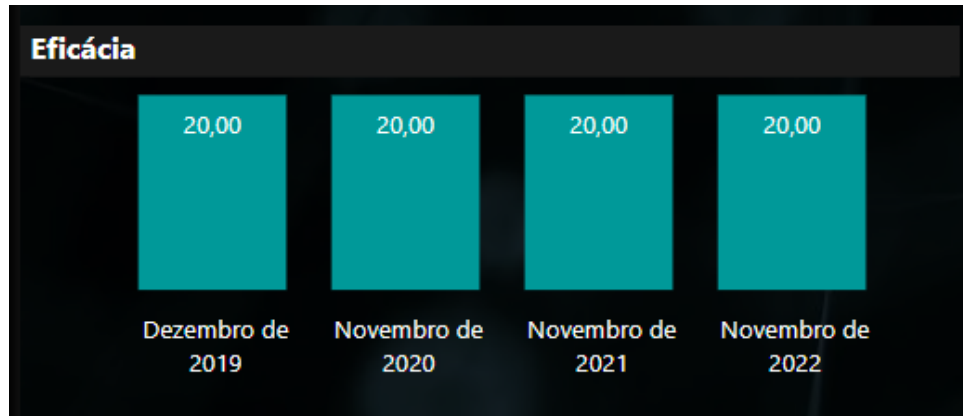 Eficácia
20,00 20,00 20,00 20,00
Dezembro de Novembro de Novembro de Novembro de
2019 2020 2021 2022